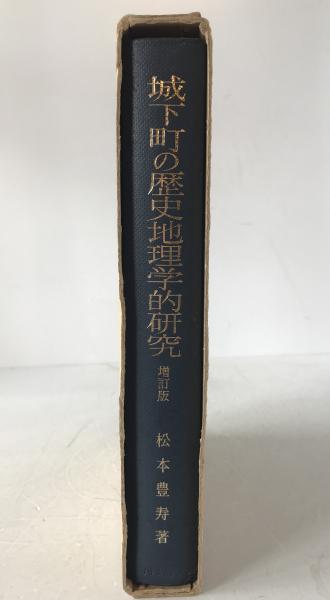 城下町の歴史地理学的研究
増訂版
松本豊寿著